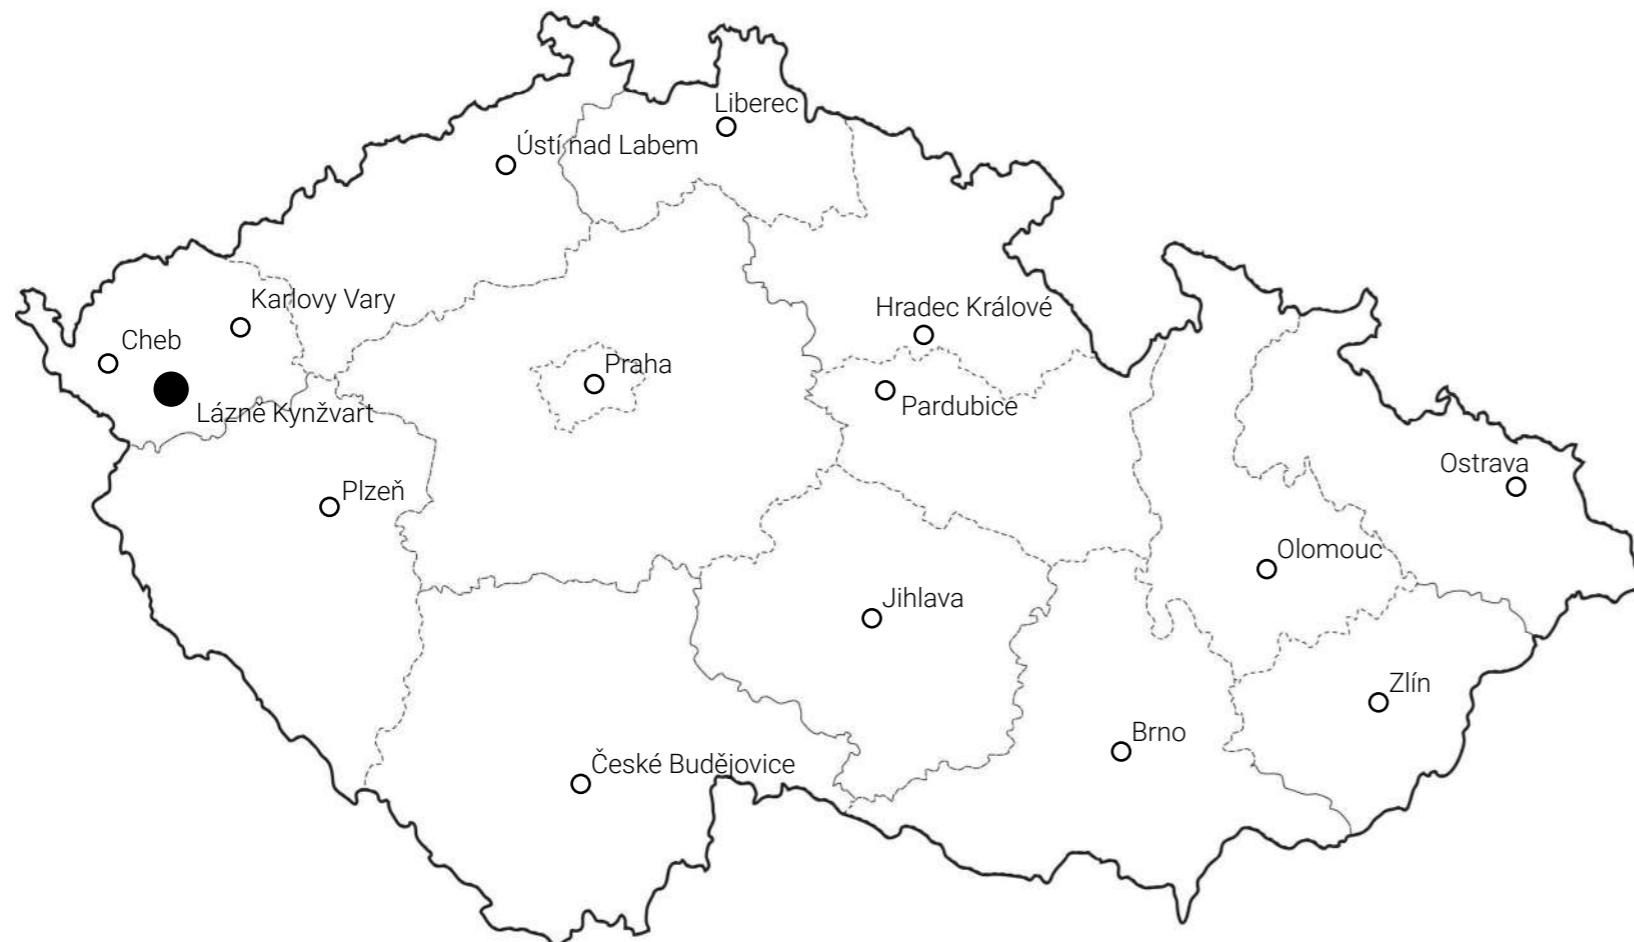 Liberec
Ústí nad Labem
Karlovy Vary
Hradec Králové
Cheb
Praha
Lázně Kynžvart
Pardubice
Ostrava
Plzeň
Olomouc
Jihlava
Zlín
Brno
České Budějovice